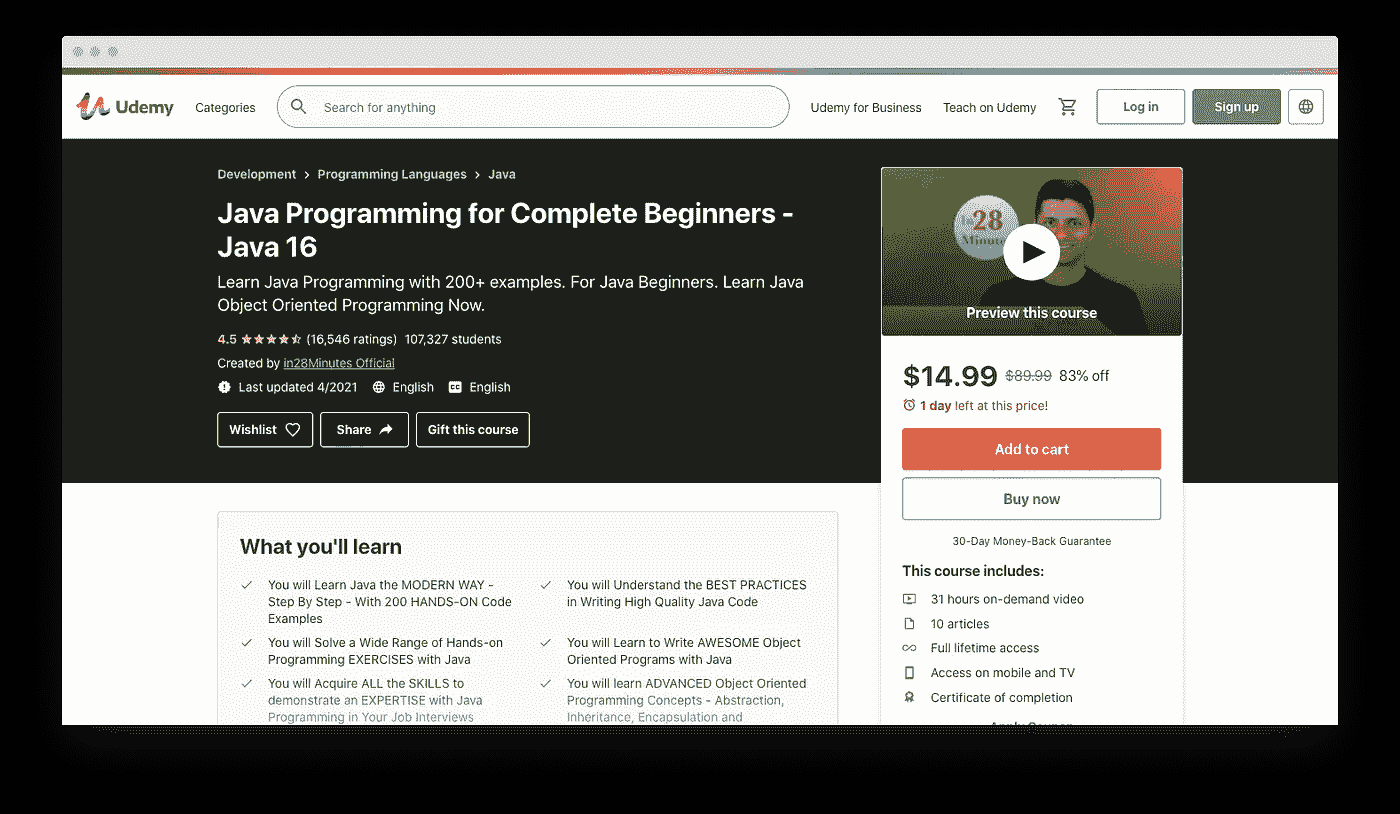 Udemy
Categories
Search for anything
Udemy for Business
Teach on Udemy
Log in
Sign up
Development > Programming Languages > Java
Java Programming for Complete Beginners -
Java 16
Learn Java Programming with 200+ examples. For Java Beginners. Learn Java
Object Oriented Programming Now.
4.5 (16,546 ratings) 107,327 students
Created by in28Minutes Official
Last updated 4/2021 English CC English
Wishlist
Share
Gift this course
28
Preview this course
$14.99 $89.99 83% off
1 day left at this price!
Add to cart
Buy now
30-Day Money-Back Guarantee
This course includes:
31 hours on-demand video
10 articles
Full lifetime access
Access on mobile and TV
Certificate of completion
What you'll learn
You will Learn Java the MODERN WAY -
Step By Step - With 200 HANDS-ON Code
Examples
You will Understand the BEST PRACTICES
in Writing High Quality Java Code
You will Solve a Wide Range of Hands-on
Programming EXERCISES with Java
You will Learn to Write AWESOME Object
Oriented Programs with Java
You will Acquire ALL the SKILLS to
demonstrate an EXPERTISE with Java
Programming in Your Job Interviews
You will learn ADVANCED Object Oriented
Programming Concepts - Abstraction,
Inheritance, Encapsulation and